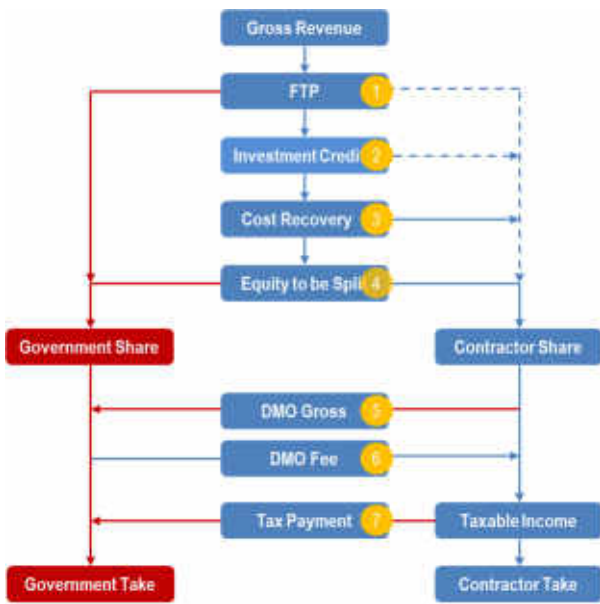 Gross Revenue
FTP 1
Investment Credi 2
Cost Recovery 3
Equity to be Spli 4
Government Share
Contractor Share
DMO Gross 5
DMO Fee 6
Tax Payment 7
Taxable Income
Government Take
Contractor Take